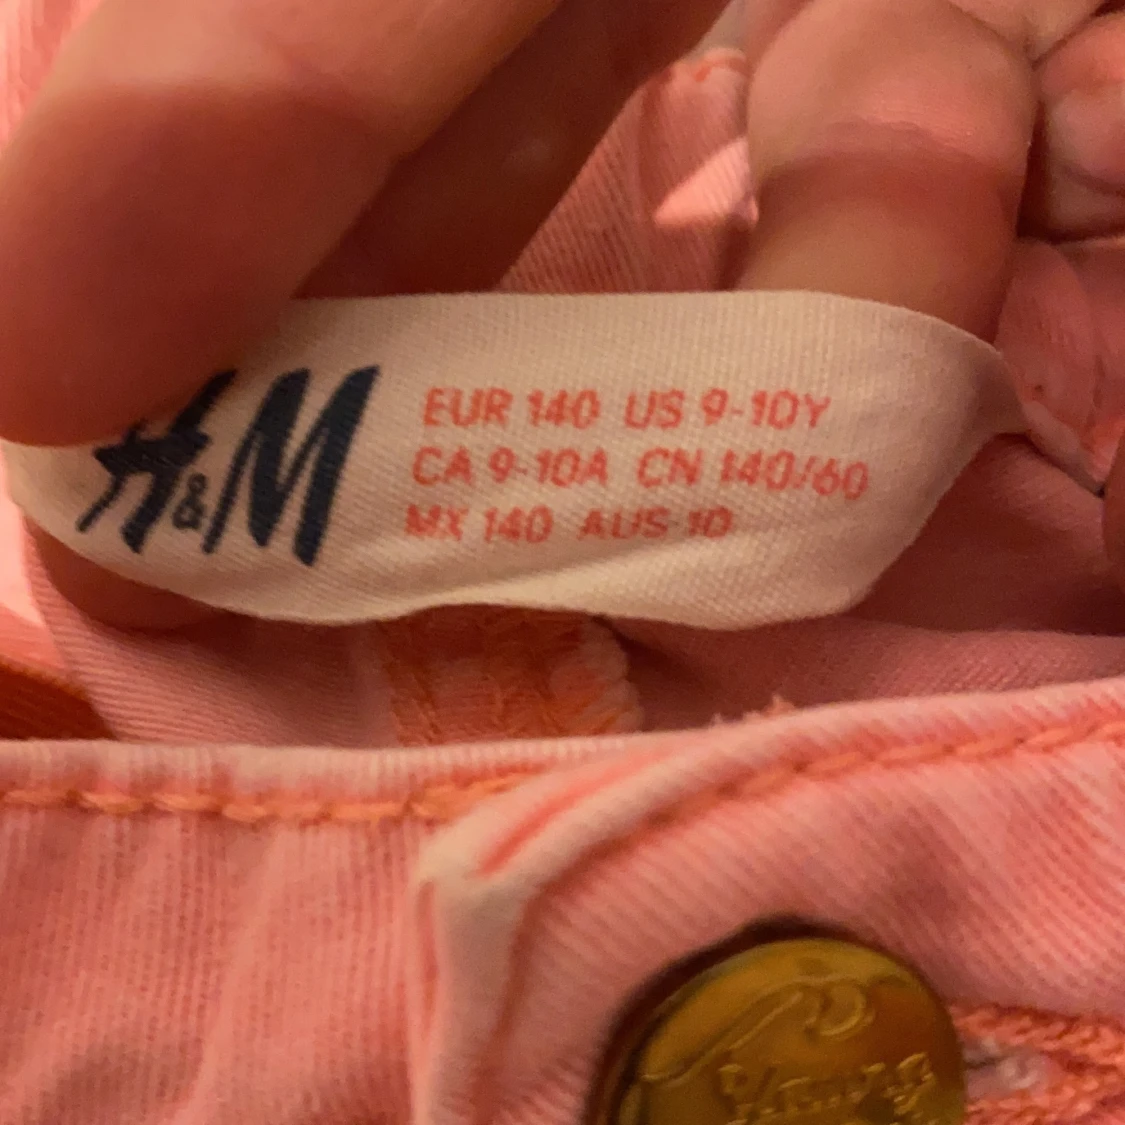 H&M
EUR 140 US 9-10Y
CA 9-10A CN 140/60
MX 140 AUS 10